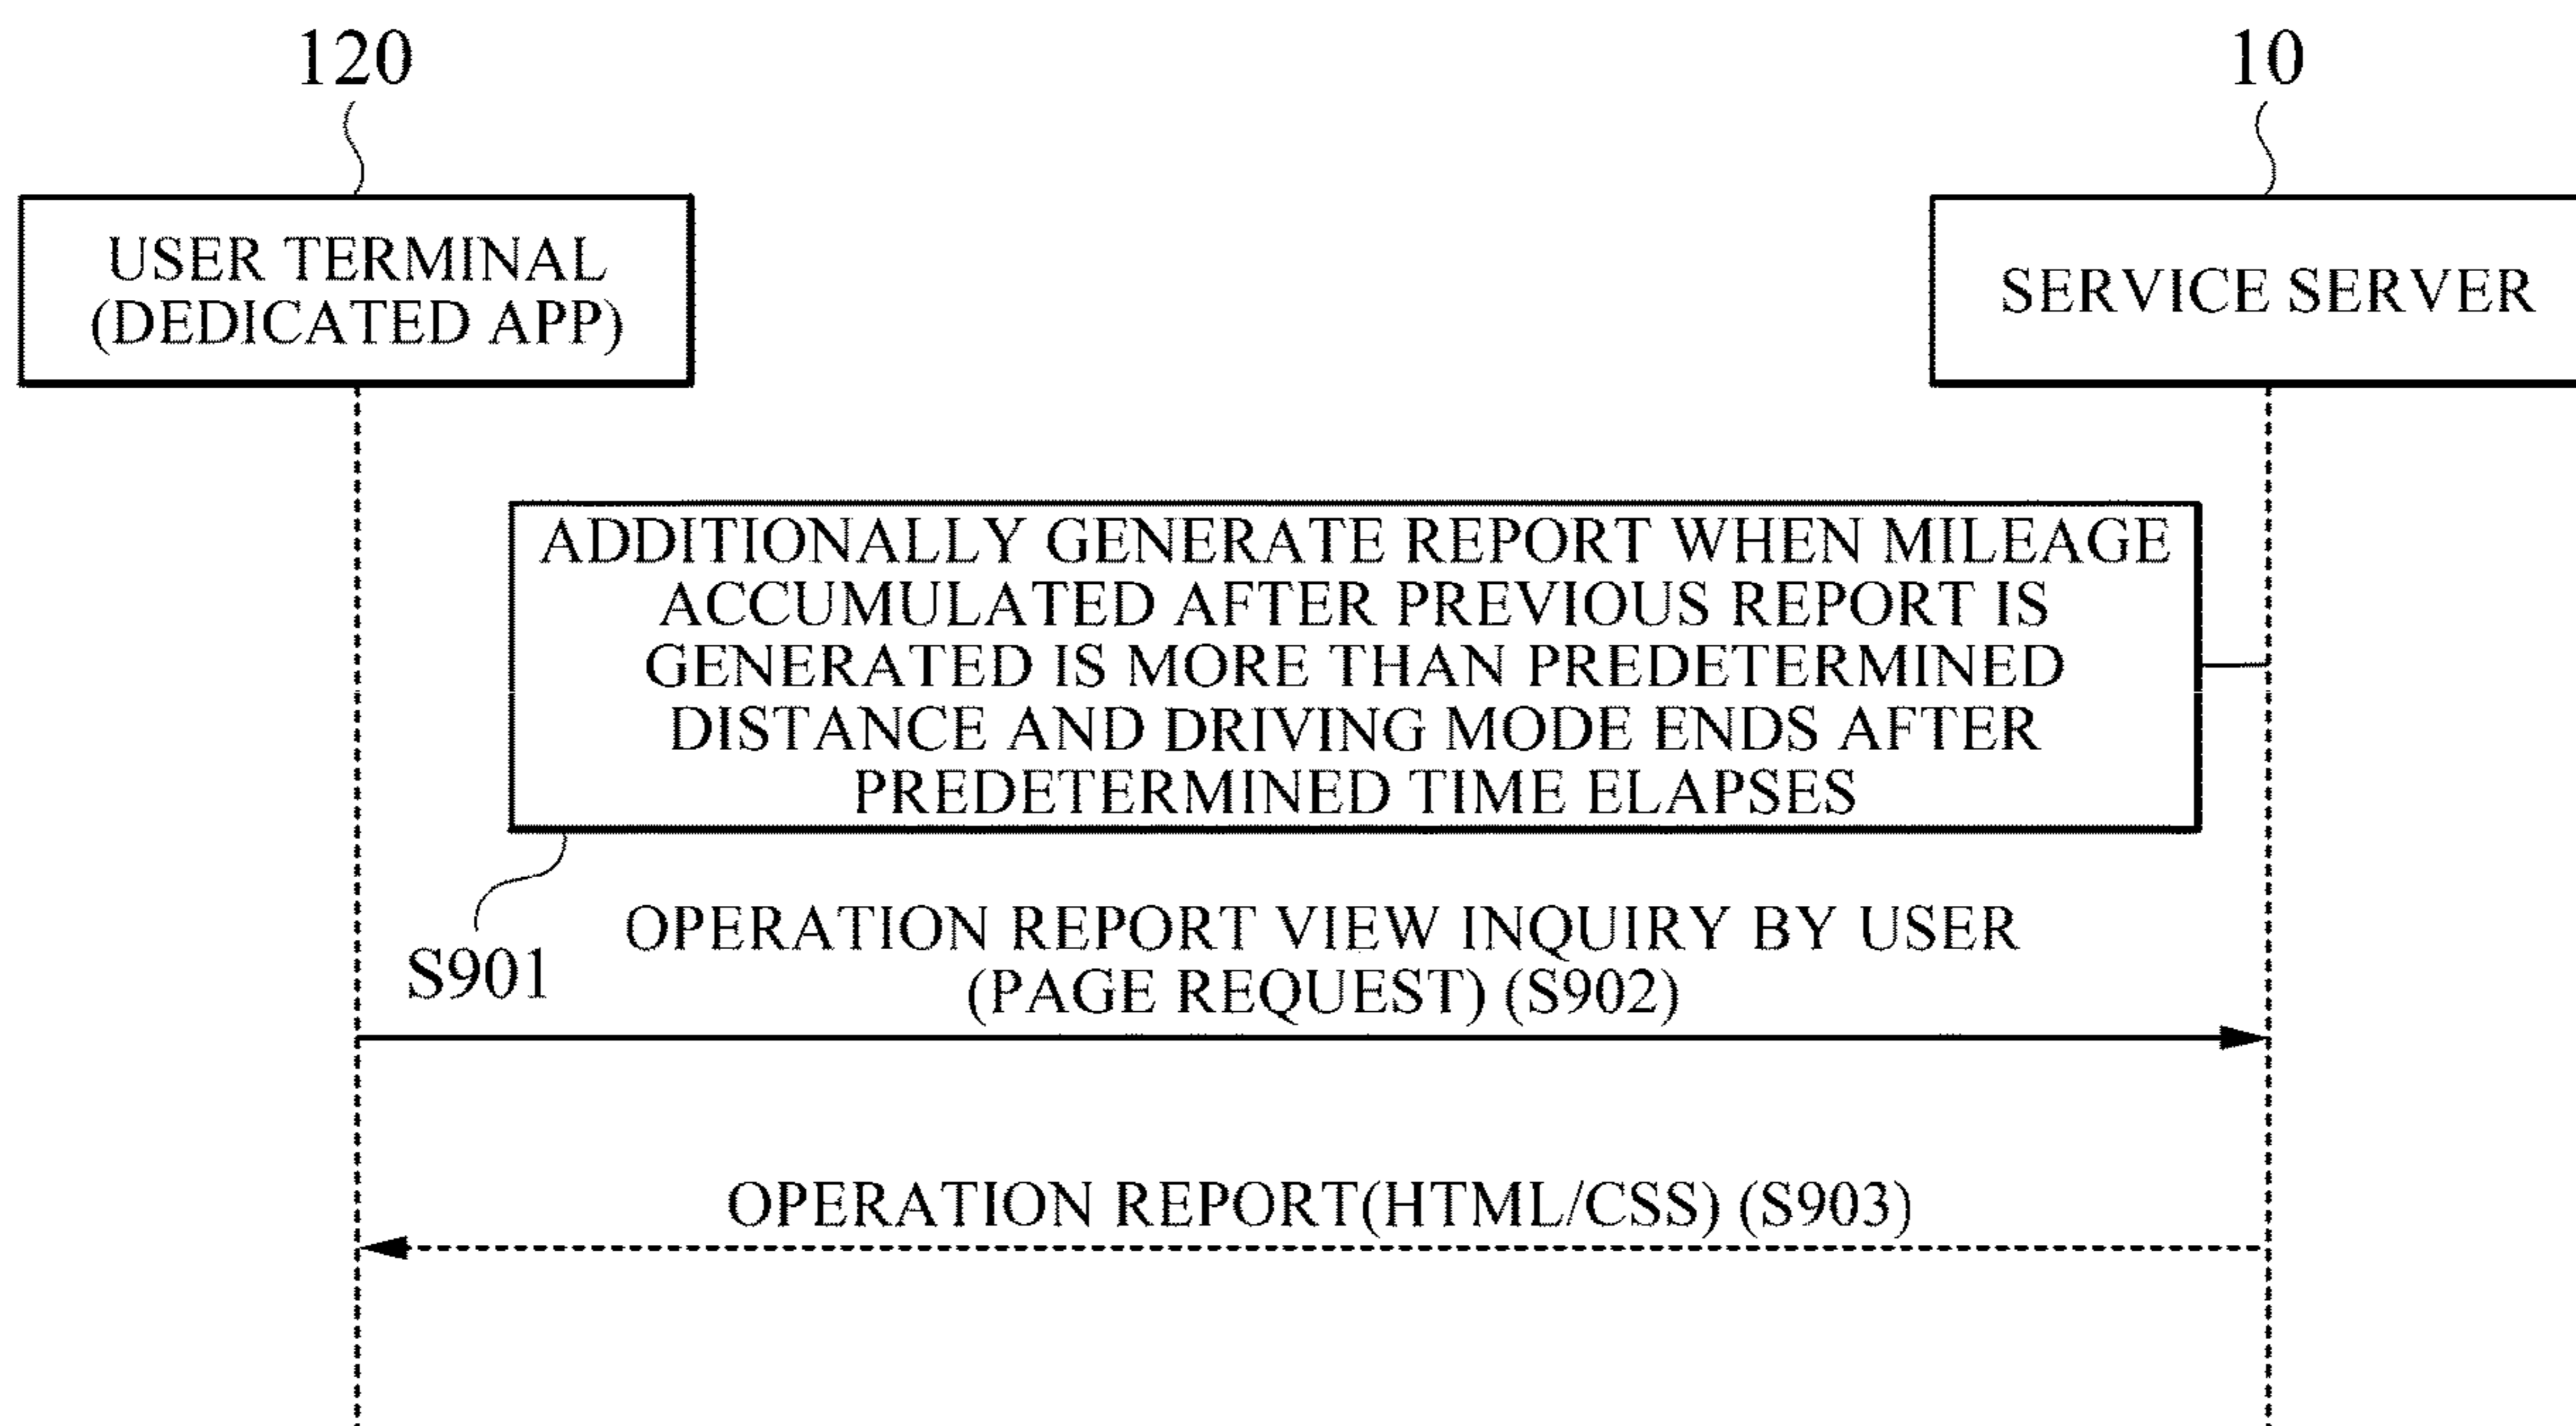 120
10
USER TERMINAL
(DEDICATED APP)
SERVICE SERVER
ADDITIONALLY GENERATE REPORT WHEN MILEAGE
ACCUMULATED AFTER PREVIOUS REPORT IS
GENERATED IS MORE THAN PREDETERMINED
DISTANCE AND DRIVING MODE ENDS AFTER
PREDETERMINED TIME ELAPSES
S901
OPERATION REPORT VIEW INQUIRY BY USER
(PAGE REQUEST) (S902)
OPERATION REPORT(HTML/CSS) (S903)